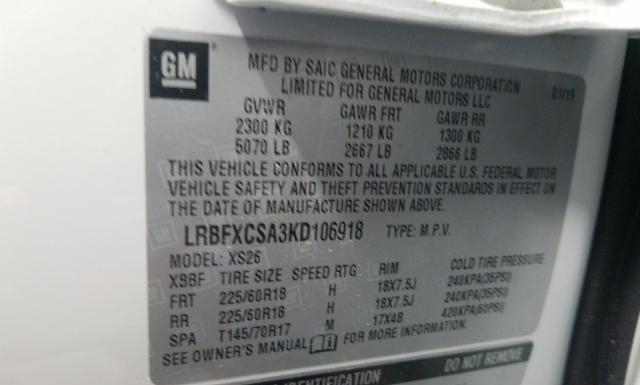 GM
MFD BY SAIC GENERAL MOTORS CORPORATION
LIMITED FOR GENERAL MOTORS LLC
01/19
GVWR GAWR FRT GAWR RR
2300 KG 1210 KG 1300 KG
5070 LB 2667 LB 2866 LB
THIS VEHICLE CONFORMS TO ALL APPLICABLE U.S. FEDERAL MOTOR
VEHICLE SAFETY AND THEFT PREVENTION STANDARDS IN EFFECT ON
THE DATE OF MANUFACTURE SHOWN ABOVE.
LRBFXCSA3KD106918 TYPE: M.P.V.
MODEL: XS26
XBBF TIRE SIZE SPEED RTG RIM COLD TIRE PRESSURE
FRT 225/60R18 H 18X7.5J 240KPA(35PSI)
RR 225/60R18 H 18X7.5J 240KPA(35PSI)
SPA T145/70R17 M 17X4B 420KPA(60PSI)
SEE OWNER'S MANUAL FOR MORE INFORMATION.
IDENTIFICATION DO NOT REMOVE